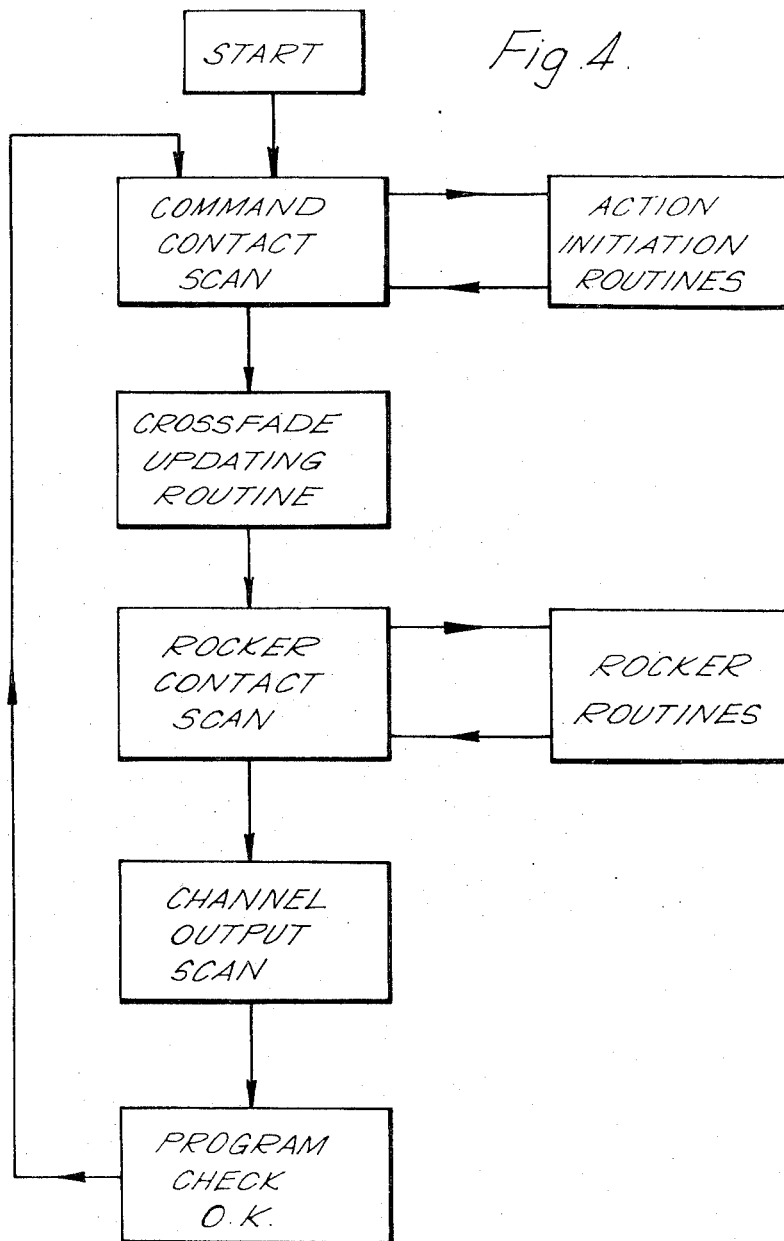 START
Fig.4.
COMMAND
CONTACT
SCAN
ACTION
INITIATION
ROUTINES
CROSSFADE
UPDATING
ROUTINE
ROCKER
CONTACT
SCAN
ROCKER
ROUTINES
CHANNEL
OUTPUT
SCAN
PROGRAM
CHECK
O.K.